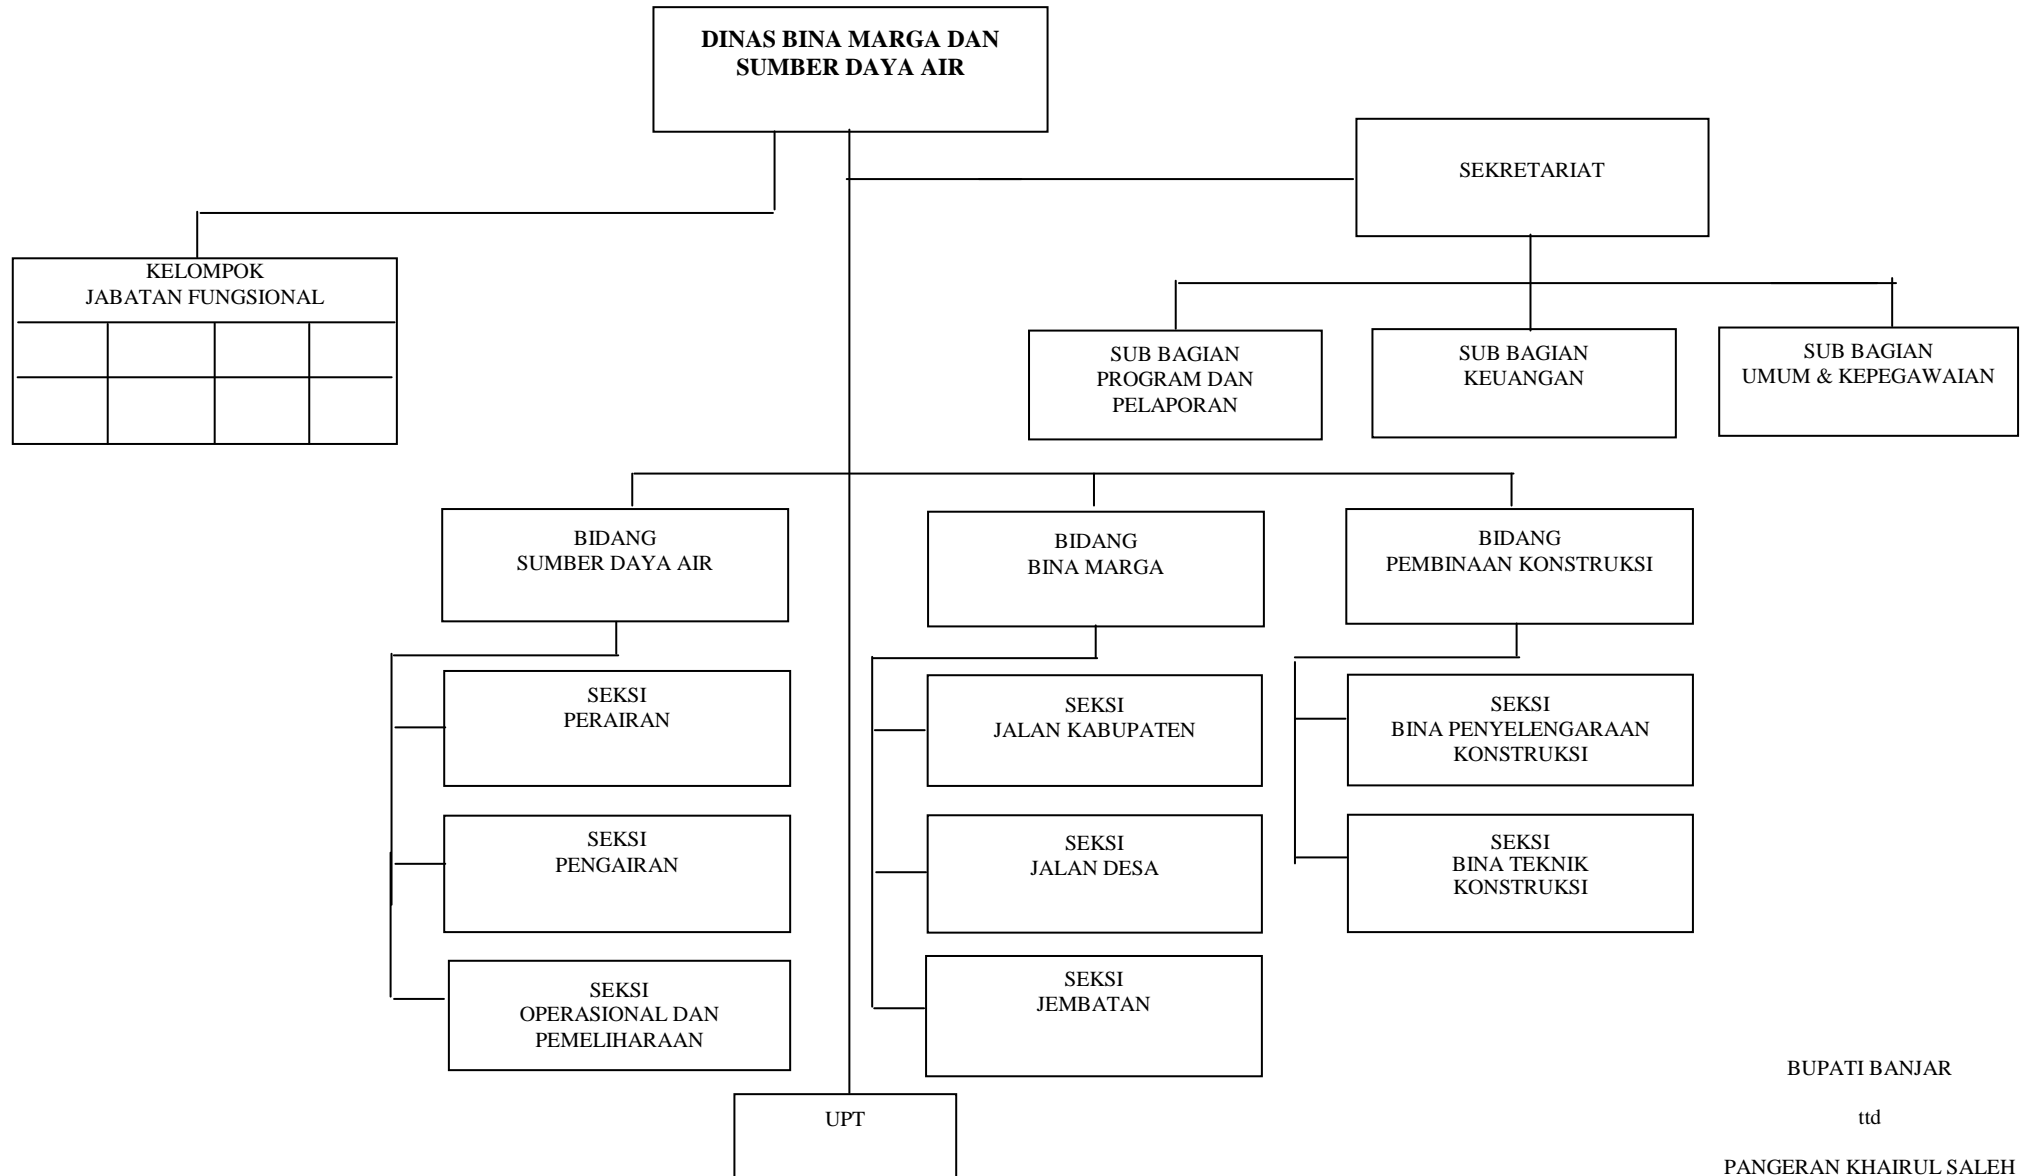 DINAS BINA MARGA DAN
SUMBER DAYA AIR
SEKRETARIAT
KELOMPOK
JABATAN FUNGSIONAL
SUB BAGIAN
PROGRAM DAN
PELAPORAN
SUB BAGIAN
KEUANGAN
SUB BAGIAN
UMUM & KEPEGAWAIAN
BIDANG
SUMBER DAYA AIR
BIDANG
BINA MARGA
BIDANG
PEMBINAAN KONSTRUKSI
SEKSI
PERAIRAN
SEKSI
JALAN KABUPATEN
SEKSI
BINA PENYELENGARAAN
KONSTRUKSI
SEKSI
PENGAIRAN
SEKSI
JALAN DESA
SEKSI
BINA TEKNIK
KONSTRUKSI
SEKSI
OPERASIONAL DAN
PEMELIHARAAN
SEKSI
JEMBATAN
UPT
BUPATI BANJAR
ttd
PANGERAN KHAIRUL SALEH